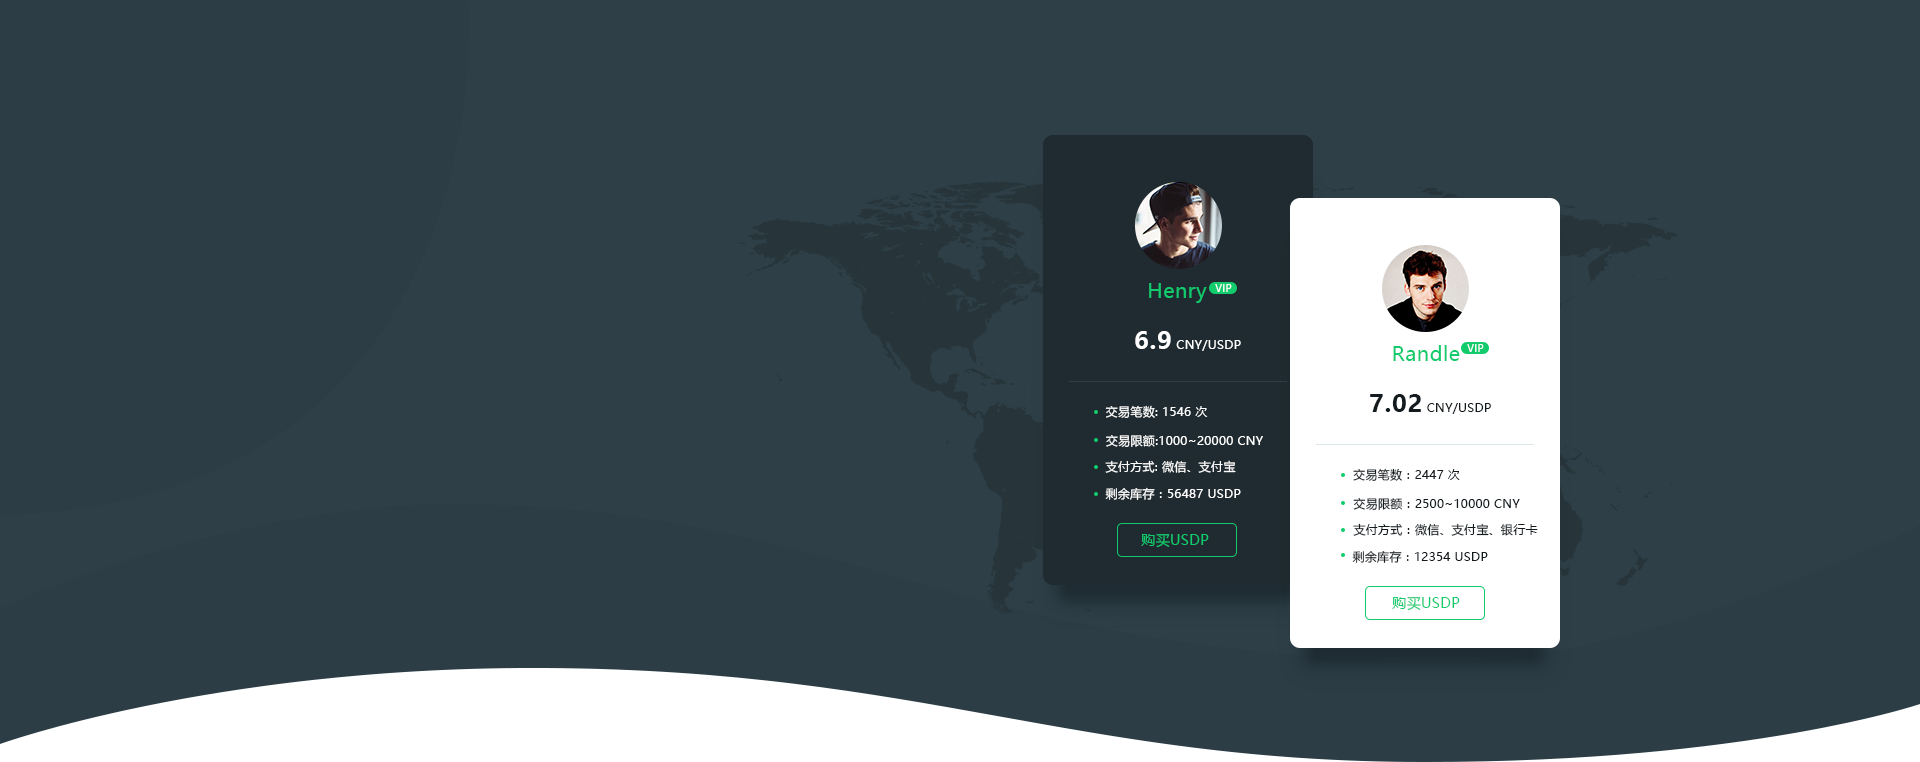 Henry VIP
6.9 CNY/USDP
交易笔数: 1546 次
交易限额:1000~20000 CNY
支付方式: 微信、支付宝
剩余库存：56487 USDP
购买USDP
Randle VIP
7.02 CNY/USDP
交易笔数：2447 次
交易限额：2500~10000 CNY
支付方式：微信、支付宝、银行卡
剩余库存：12354 USDP
购买USDP